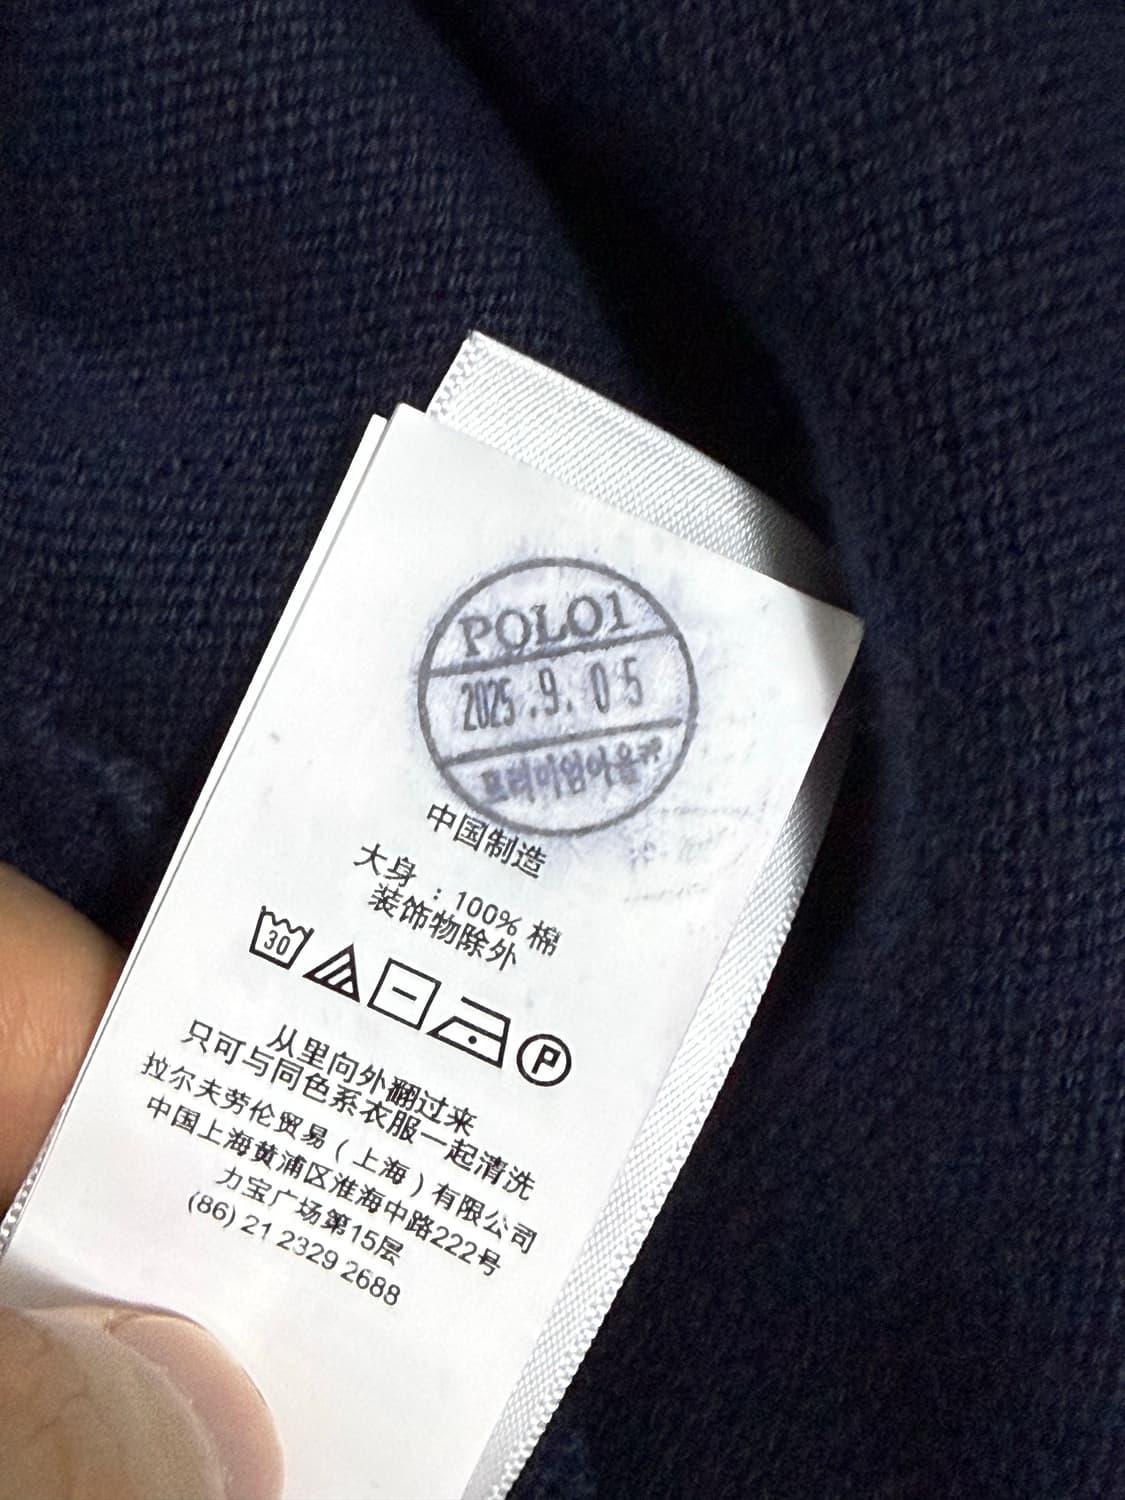 POLO1
2025.9.05
프리미엄아울렛
中国制造
大身：100% 棉
装饰物除外
30
P
从里向外翻过来
只可与同色系衣服一起清洗
拉尔夫劳伦贸易（上海）有限公司
中国上海黄浦区淮海中路222号
力宝广场第15层
(86) 21 2329 2688